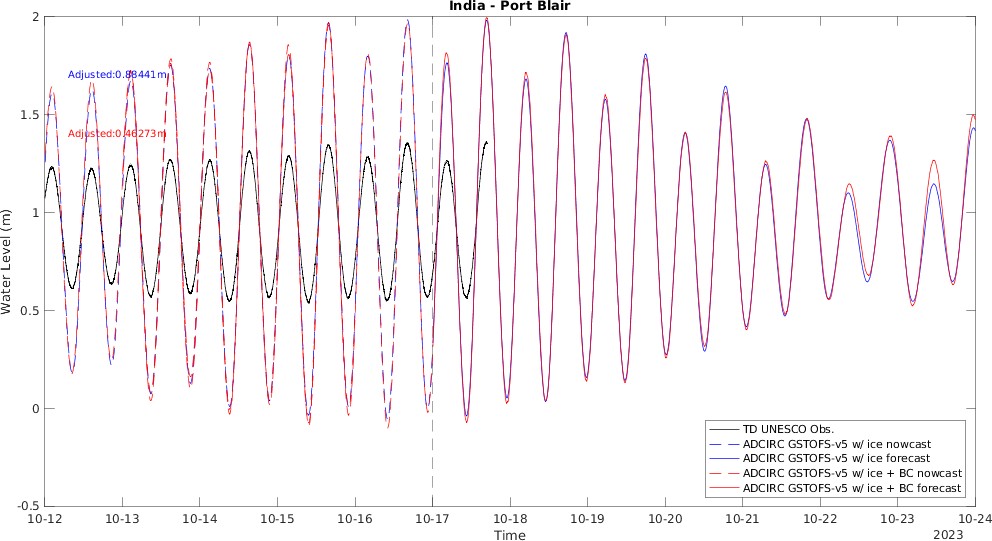 India - Port Blair
Water Level (m)
2
1.5
1
0.5
0
-0.5
Adjusted:0.88441m
Adjusted:0.46273m
TD UNESCO Obs.
ADCIRC GSTOFS-v5 w/ ice nowcast
ADCIRC GSTOFS-v5 w/ ice forecast
ADCIRC GSTOFS-v5 w/ ice + BC nowcast
ADCIRC GSTOFS-v5 w/ ice + BC forecast
10-12 10-13 10-14 10-15 10-16 10-17 10-18 10-19 10-20 10-21 10-22 10-23 10-24
Time
2023